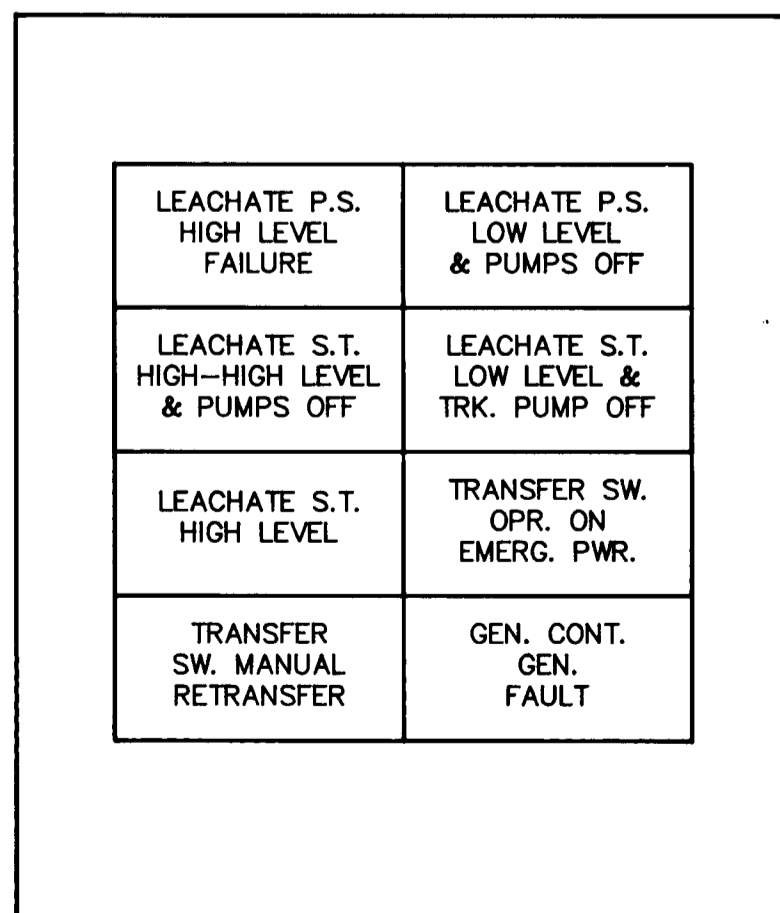 LEACHATE P.S.
HIGH LEVEL
FAILURE
LEACHATE P.S.
LOW LEVEL
& PUMPS OFF
LEACHATE S.T.
HIGH-HIGH LEVEL
& PUMPS OFF
LEACHATE S.T.
LOW LEVEL &
TRK. PUMP OFF
LEACHATE S.T.
HIGH LEVEL
TRANSFER SW.
OPR. ON
EMERG. PWR.
TRANSFER
SW. MANUAL
RETRANSFER
GEN. CONT.
GEN.
FAULT